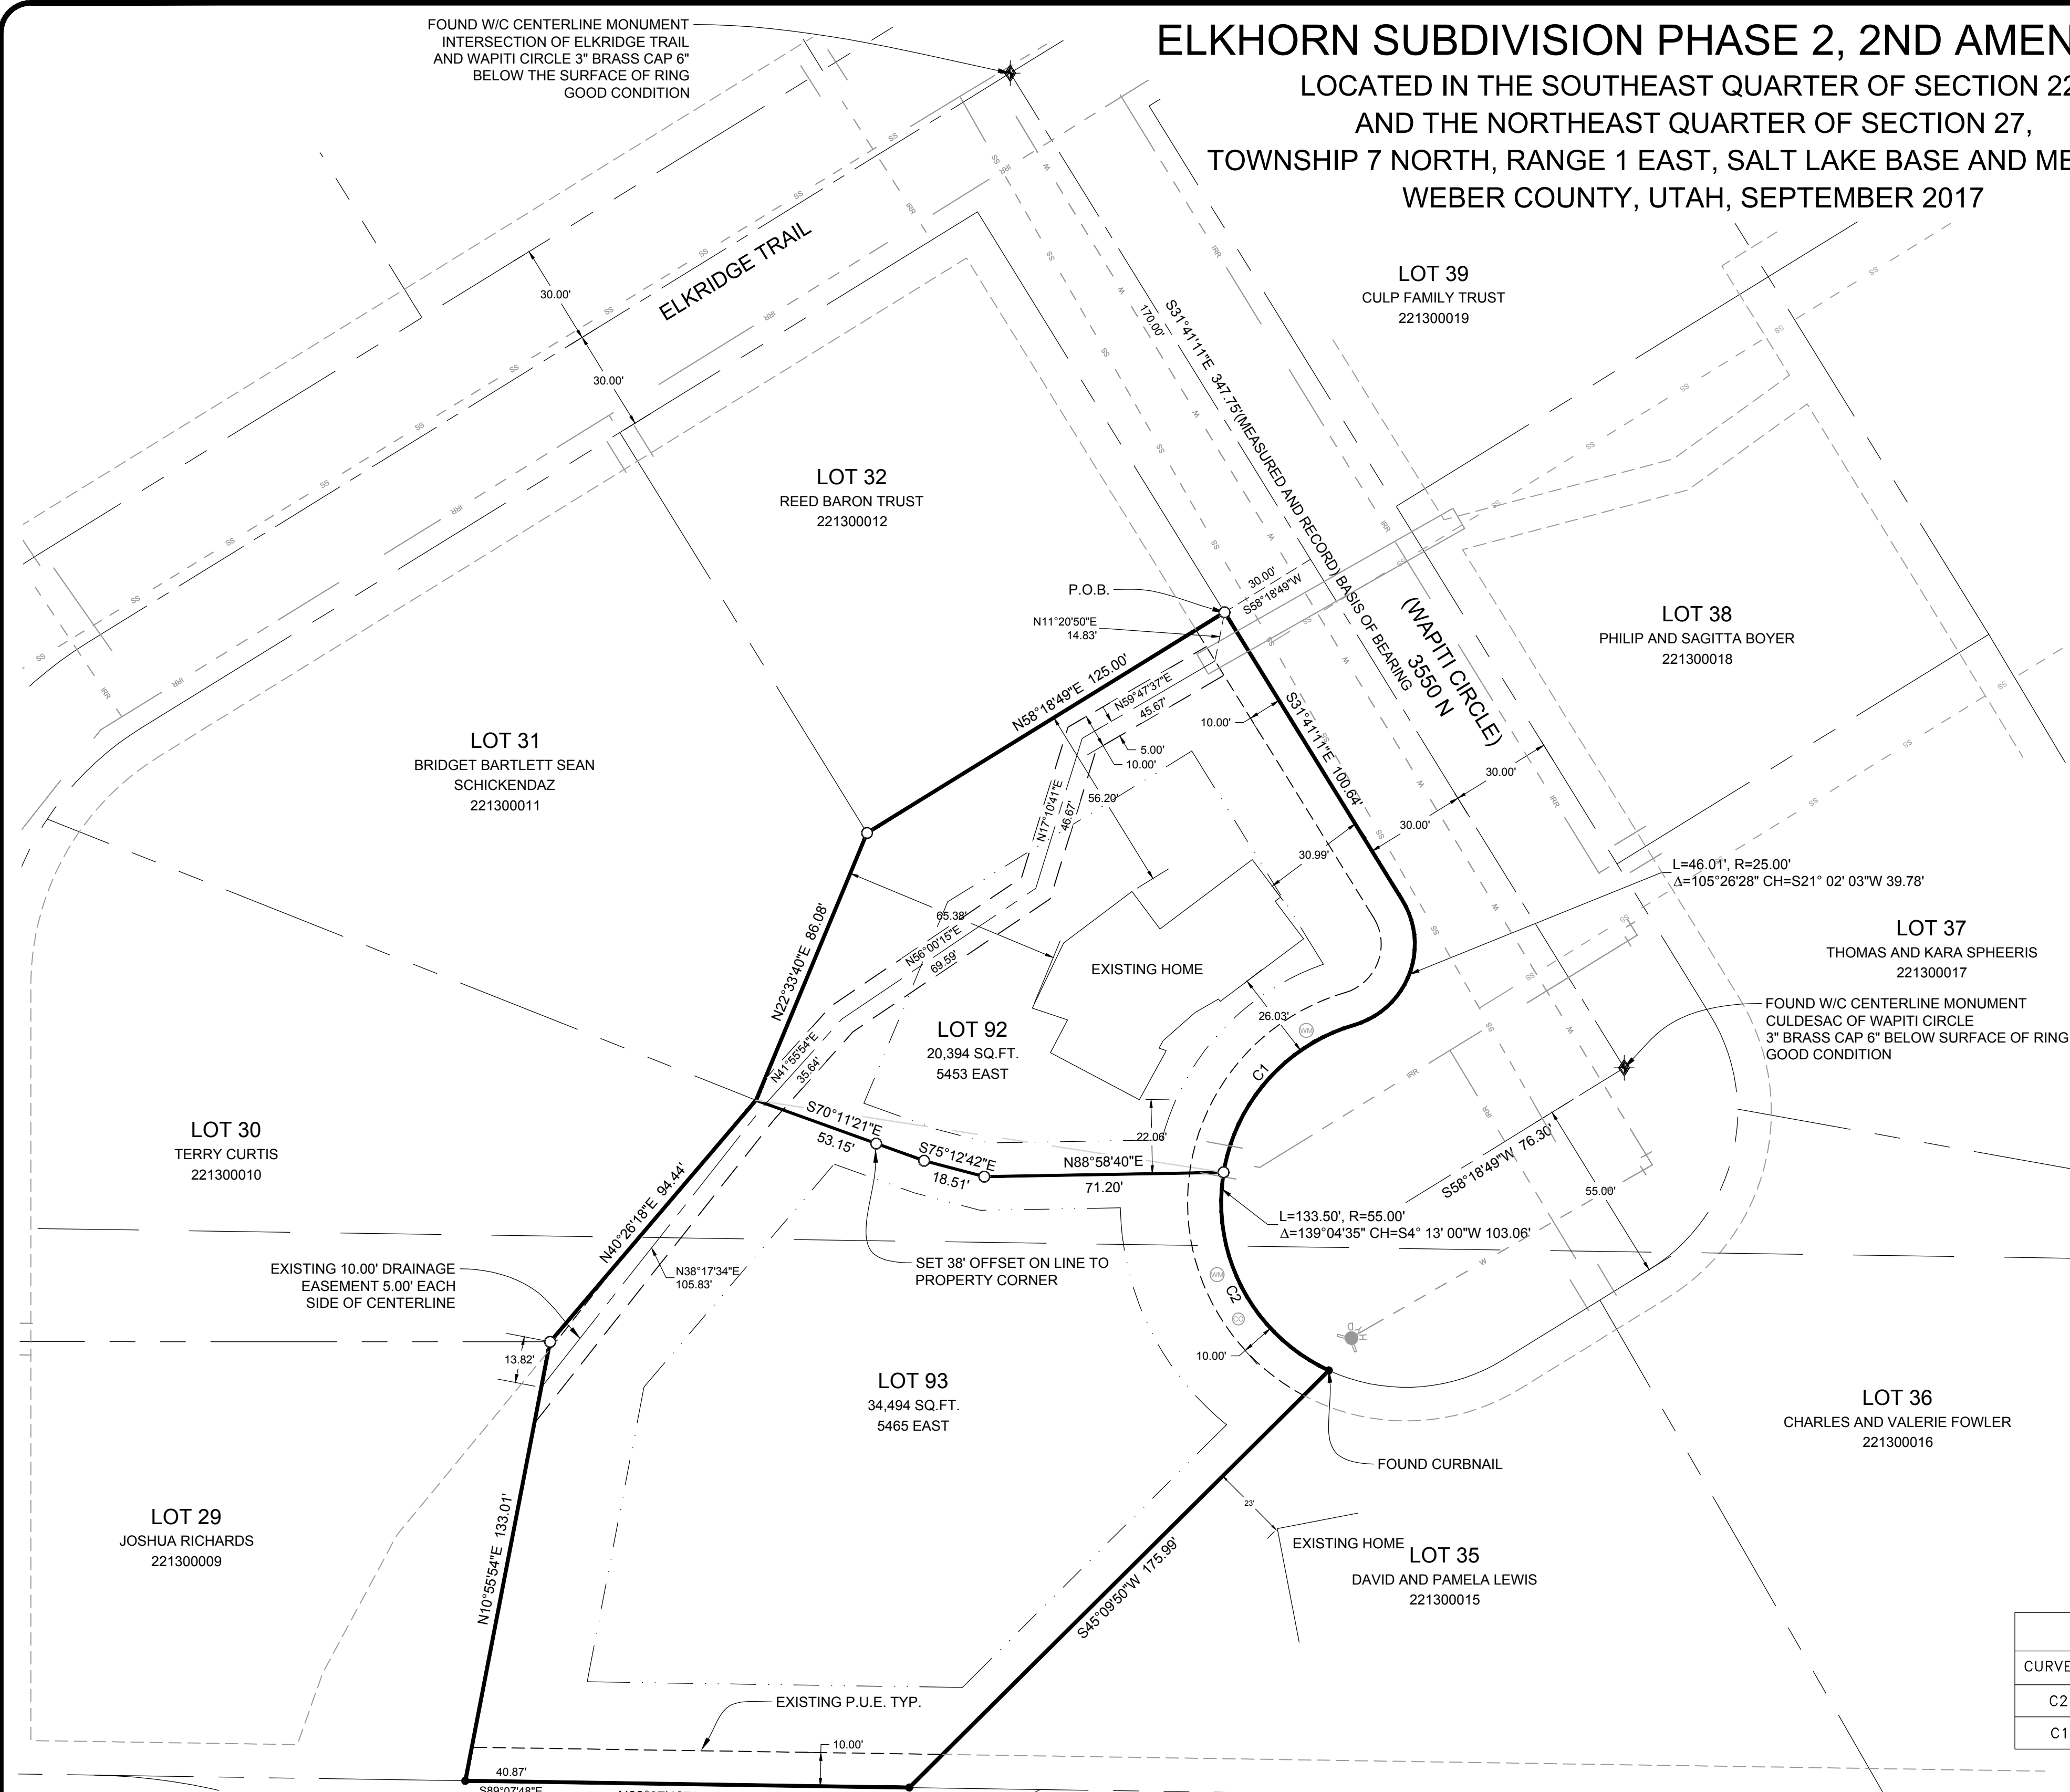 FOUND W/C CENTERLINE MONUMENT
INTERSECTION OF ELKRIDGE TRAIL
AND WAPITI CIRCLE 3" BRASS CAP 6"
BELOW THE SURFACE OF RING
GOOD CONDITION
ELKHORN SUBDIVISION PHASE 2, 2ND AMEN
LOCATED IN THE SOUTHEAST QUARTER OF SECTION 22
AND THE NORTHEAST QUARTER OF SECTION 27,
TOWNSHIP 7 NORTH, RANGE 1 EAST, SALT LAKE BASE AND ME
WEBER COUNTY, UTAH, SEPTEMBER 2017
ELKRIDGE TRAIL
30.00'
30.00'
LOT 39
CULP FAMILY TRUST
221300019
170.00'
S31°41'11"E 347.75'(MEASURED AND RECORD) BASIS OF BEARING
LOT 32
REED BARON TRUST
221300012
P.O.B.
30.00'
S58°18'49"W
N11°20'50"E
14.83'
(WAPITI CIRCLE)
3550 N
LOT 38
PHILIP AND SAGITTA BOYER
221300018
N58°18'49"E 125.00'
N59°47'37"E
45.67'
10.00'
S31°41'11"E 100.64'
5.00'
10.00'
56.20'
N17°10'41"E
46.67'
30.00'
30.00'
30.99'
LOT 31
BRIDGET BARTLETT SEAN
SCHICKENDAZ
221300011
L=46.01', R=25.00'
Δ=105°26'28" CH=S21° 02' 03"W 39.78'
65.38'
N22°33'40"E 86.08'
N56°00'15"E
69.59'
EXISTING HOME
26.03'
WM
LOT 37
THOMAS AND KARA SPHEERIS
221300017
FOUND W/C CENTERLINE MONUMENT
CULDESAC OF WAPITI CIRCLE
3" BRASS CAP 6" BELOW SURFACE OF RING
GOOD CONDITION
LOT 92
20,394 SQ.FT.
5453 EAST
N41°55'54"E
35.64'
C1
S70°11'21"E
53.15'
S75°12'42"E
18.51'
N88°58'40"E
71.20'
22.06'
S58°18'49"W 76.30'
55.00'
LOT 30
TERRY CURTIS
221300010
N40°26'18"E 94.44'
L=133.50', R=55.00'
Δ=139°04'35" CH=S4° 13' 00"W 103.06'
EXISTING 10.00' DRAINAGE
EASEMENT 5.00' EACH
SIDE OF CENTERLINE
N38°17'34"E
105.83'
SET 38' OFFSET ON LINE TO
PROPERTY CORNER
WM
C2
CO
HYD
10.00'
13.82'
LOT 93
34,494 SQ.FT.
5465 EAST
LOT 36
CHARLES AND VALERIE FOWLER
221300016
FOUND CURBNAIL
23'
EXISTING HOME
LOT 35
DAVID AND PAMELA LEWIS
221300015
LOT 29
JOSHUA RICHARDS
221300009
N10°55'54"E 133.01'
S45°09'50"W 175.99'
CURVE
C2
C1
EXISTING P.U.E. TYP.
10.00'
40.87'
S89°07'48"E